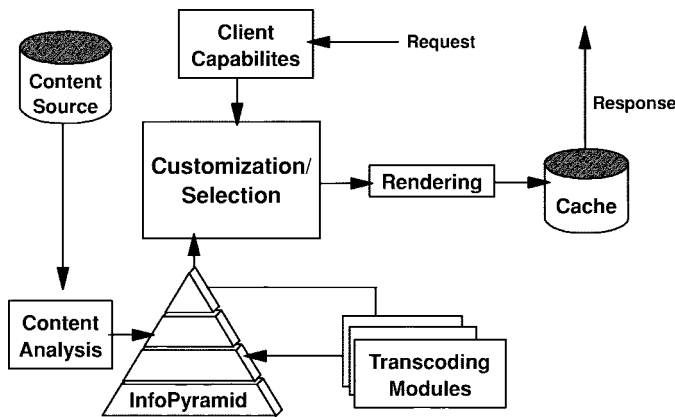 Client
Capabilites
Request
Content
Source
Response
Customization/
Selection
Rendering
Cache
Content
Analysis
InfoPyramid
Transcoding
Modules